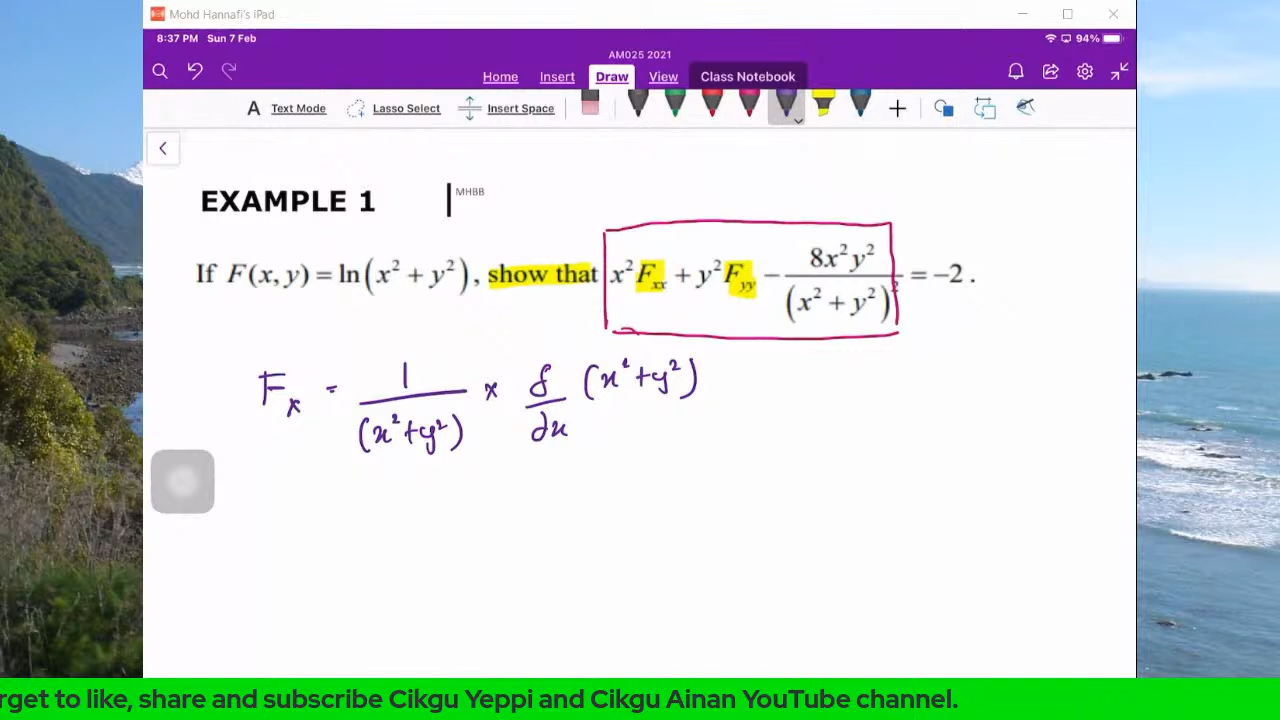 Mohd Hannafi's iPad
8:37 PM Sun 7 Feb
94%
AM025 2021
Home Insert Draw View Class Notebook
A Text Mode Lasso Select Insert Space
EXAMPLE 1
MHBB
If F(x, y) = ln(x² + y²), show that x²Fₓₓ + y²Fyy − 8x²y² / (x² + y²)² = −2.
Fₓ = 1 / (x²+y²) × ∂/∂x (x²+y²)
rget to like, share and subscribe Cikgu Yeppi and Cikgu Ainan YouTube channel.